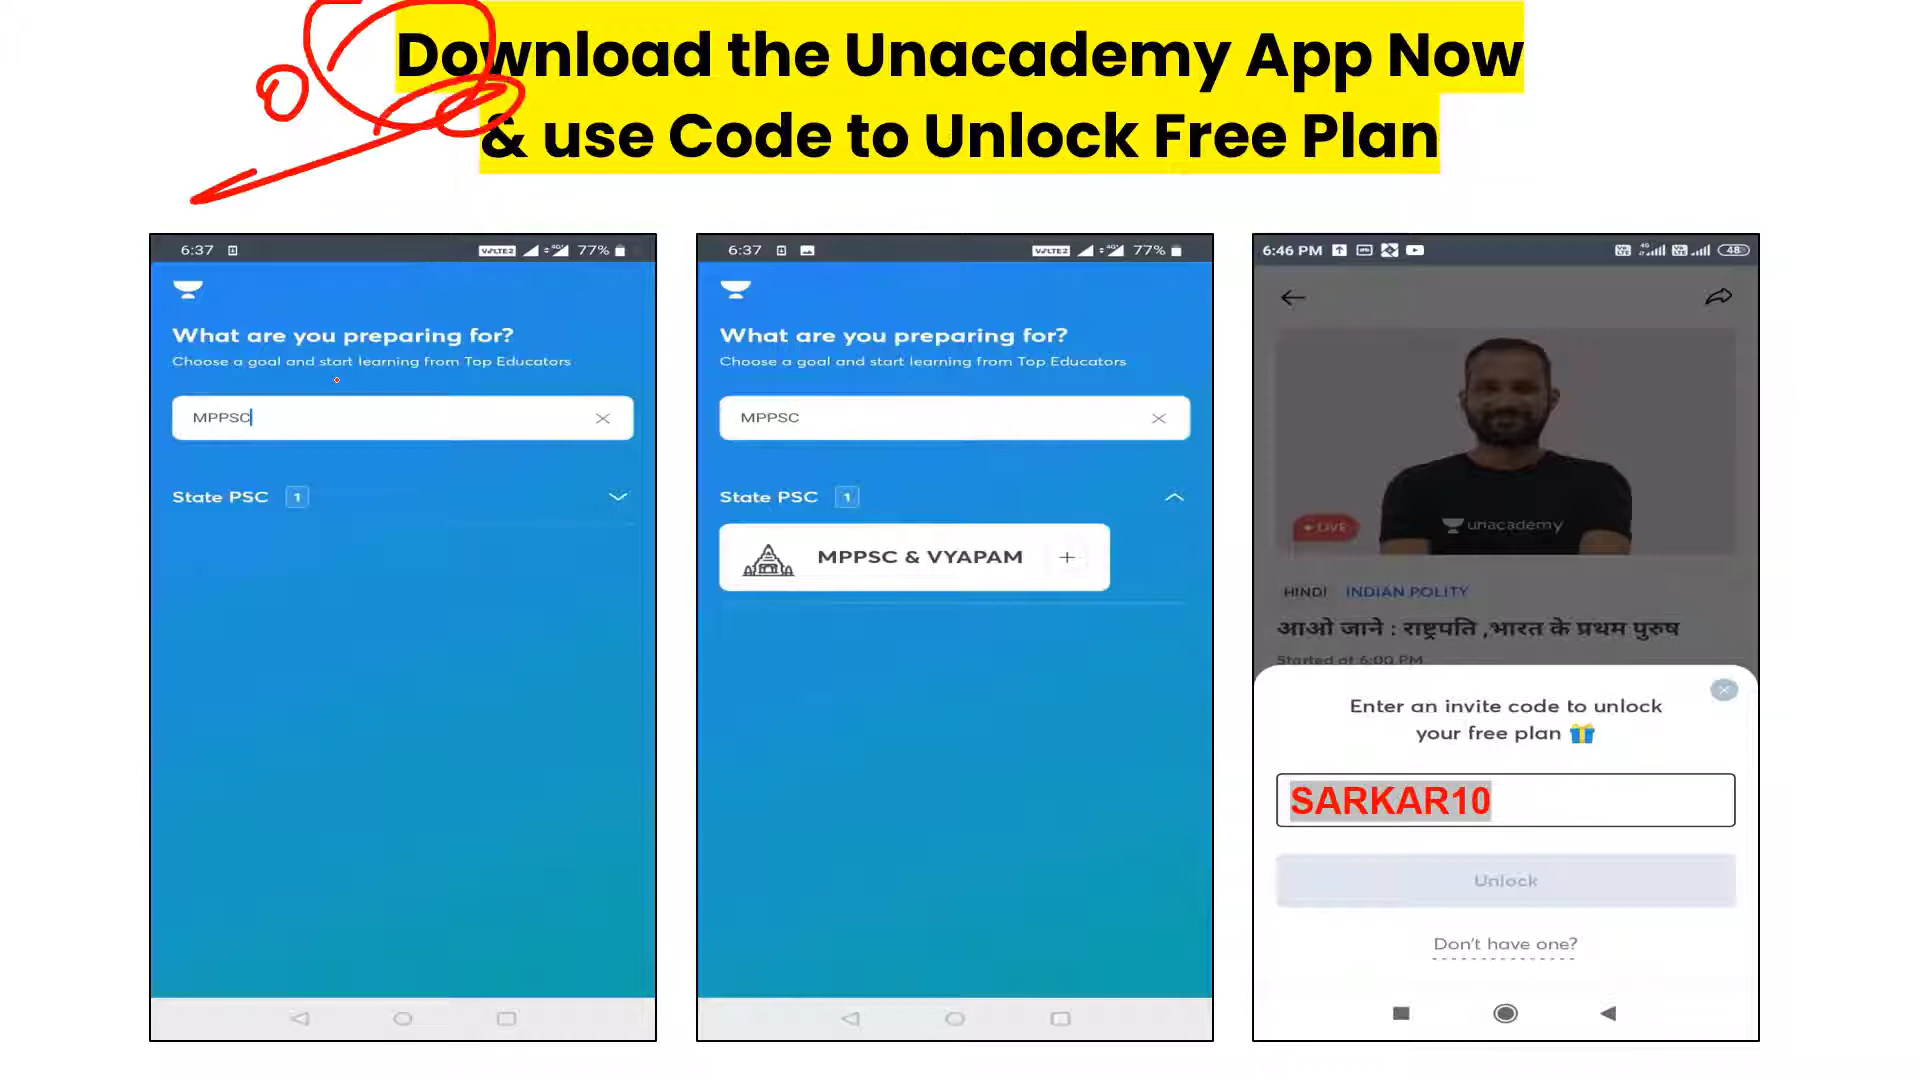 Download the Unacademy App Now
& use Code to Unlock Free Plan
6:37
VoLTE2 4G 77%
What are you preparing for?
Choose a goal and start learning from Top Educators
MPPSC
State PSC 1
6:37
VoLTE2 4G 77%
What are you preparing for?
Choose a goal and start learning from Top Educators
MPPSC
State PSC 1
MPPSC & VYAPAM +
6:46 PM
4G 48
LIVE
unacademy
HINDI INDIAN POLITY
आओ जाने : राष्ट्रपति ,भारत के प्रथम पुरुष
Started at 6:00 PM
Enter an invite code to unlock
your free plan
SARKAR10
Unlock
Don't have one?